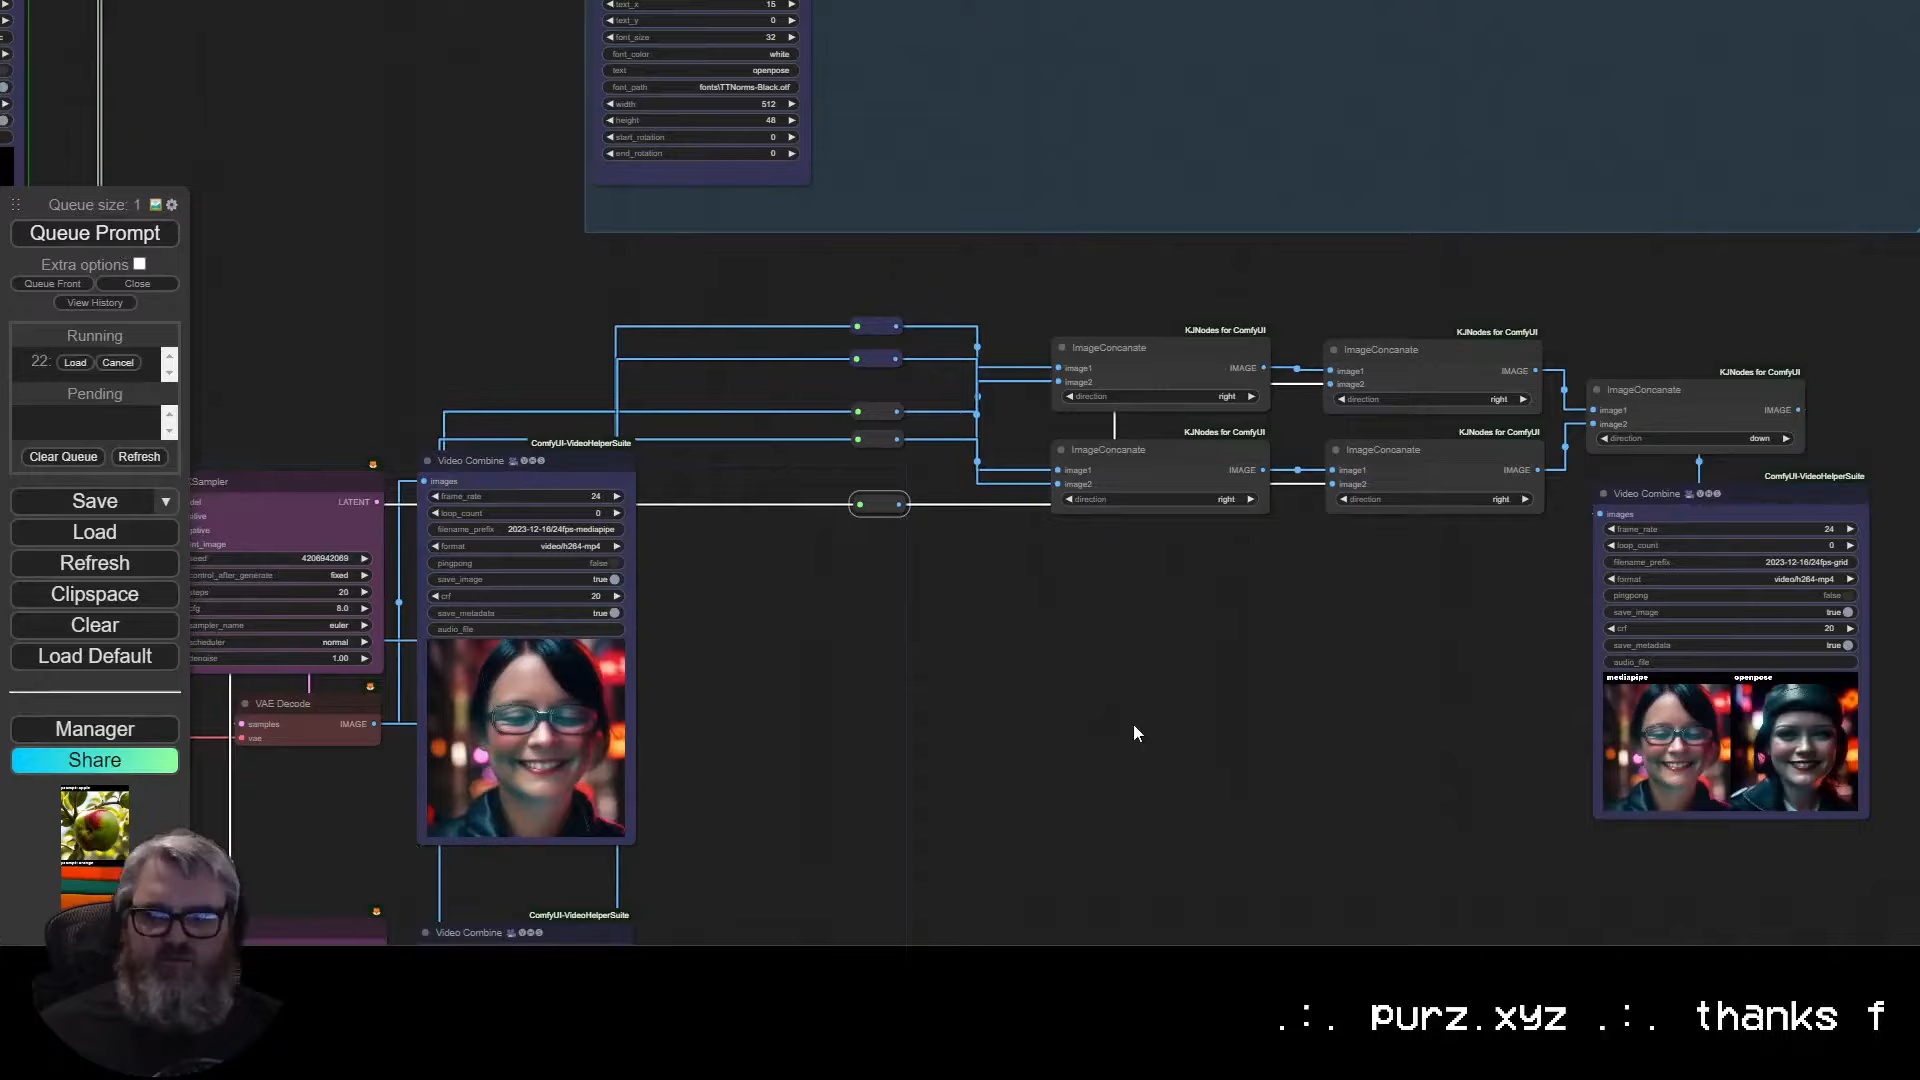 text_x 15
text_y 0
font_size 32
font_color white
text openpose
font_path fonts\TTNorms-Black.otf
width 512
height 48
start_rotation 0
end_rotation 0
Queue size: 1
Queue Prompt
Extra options
Queue Front Close
View History
Running
22: Load Cancel
Pending
Clear Queue Refresh
Save
Load
Refresh
Clipspace
Clear
Load Default
Manager
Share
LATENT
seed 4206942069
control_after_generate fixed
steps 20
cfg 8.0
sampler_name euler
scheduler normal
denoise 1.00
VAE Decode
samples IMAGE
vae
ComfyUI-VideoHelperSuite
Video Combine
images
frame_rate 24
loop_count 0
filename_prefix 2023-12-16/24fps-mediapipe
format video/h264-mp4
pingpong false
save_image true
crf 20
save_metadata true
audio_file
ComfyUI-VideoHelperSuite
Video Combine
KJNodes for ComfyUI
ImageConcanate
image1 IMAGE
image2
direction right
KJNodes for ComfyUI
ImageConcanate
image1 IMAGE
image2
direction right
KJNodes for ComfyUI
ImageConcanate
image1 IMAGE
image2
direction right
KJNodes for ComfyUI
ImageConcanate
image1 IMAGE
image2
direction right
KJNodes for ComfyUI
ImageConcanate
image1 IMAGE
image2
direction down
ComfyUI-VideoHelperSuite
Video Combine
images
frame_rate 24
loop_count 0
filename_prefix 2023-12-16/24fps-grid
format video/h264-mp4
pingpong false
save_image true
crf 20
save_metadata true
audio_file
mediapipe openpose
.:. purz.xyz .:. thanks f